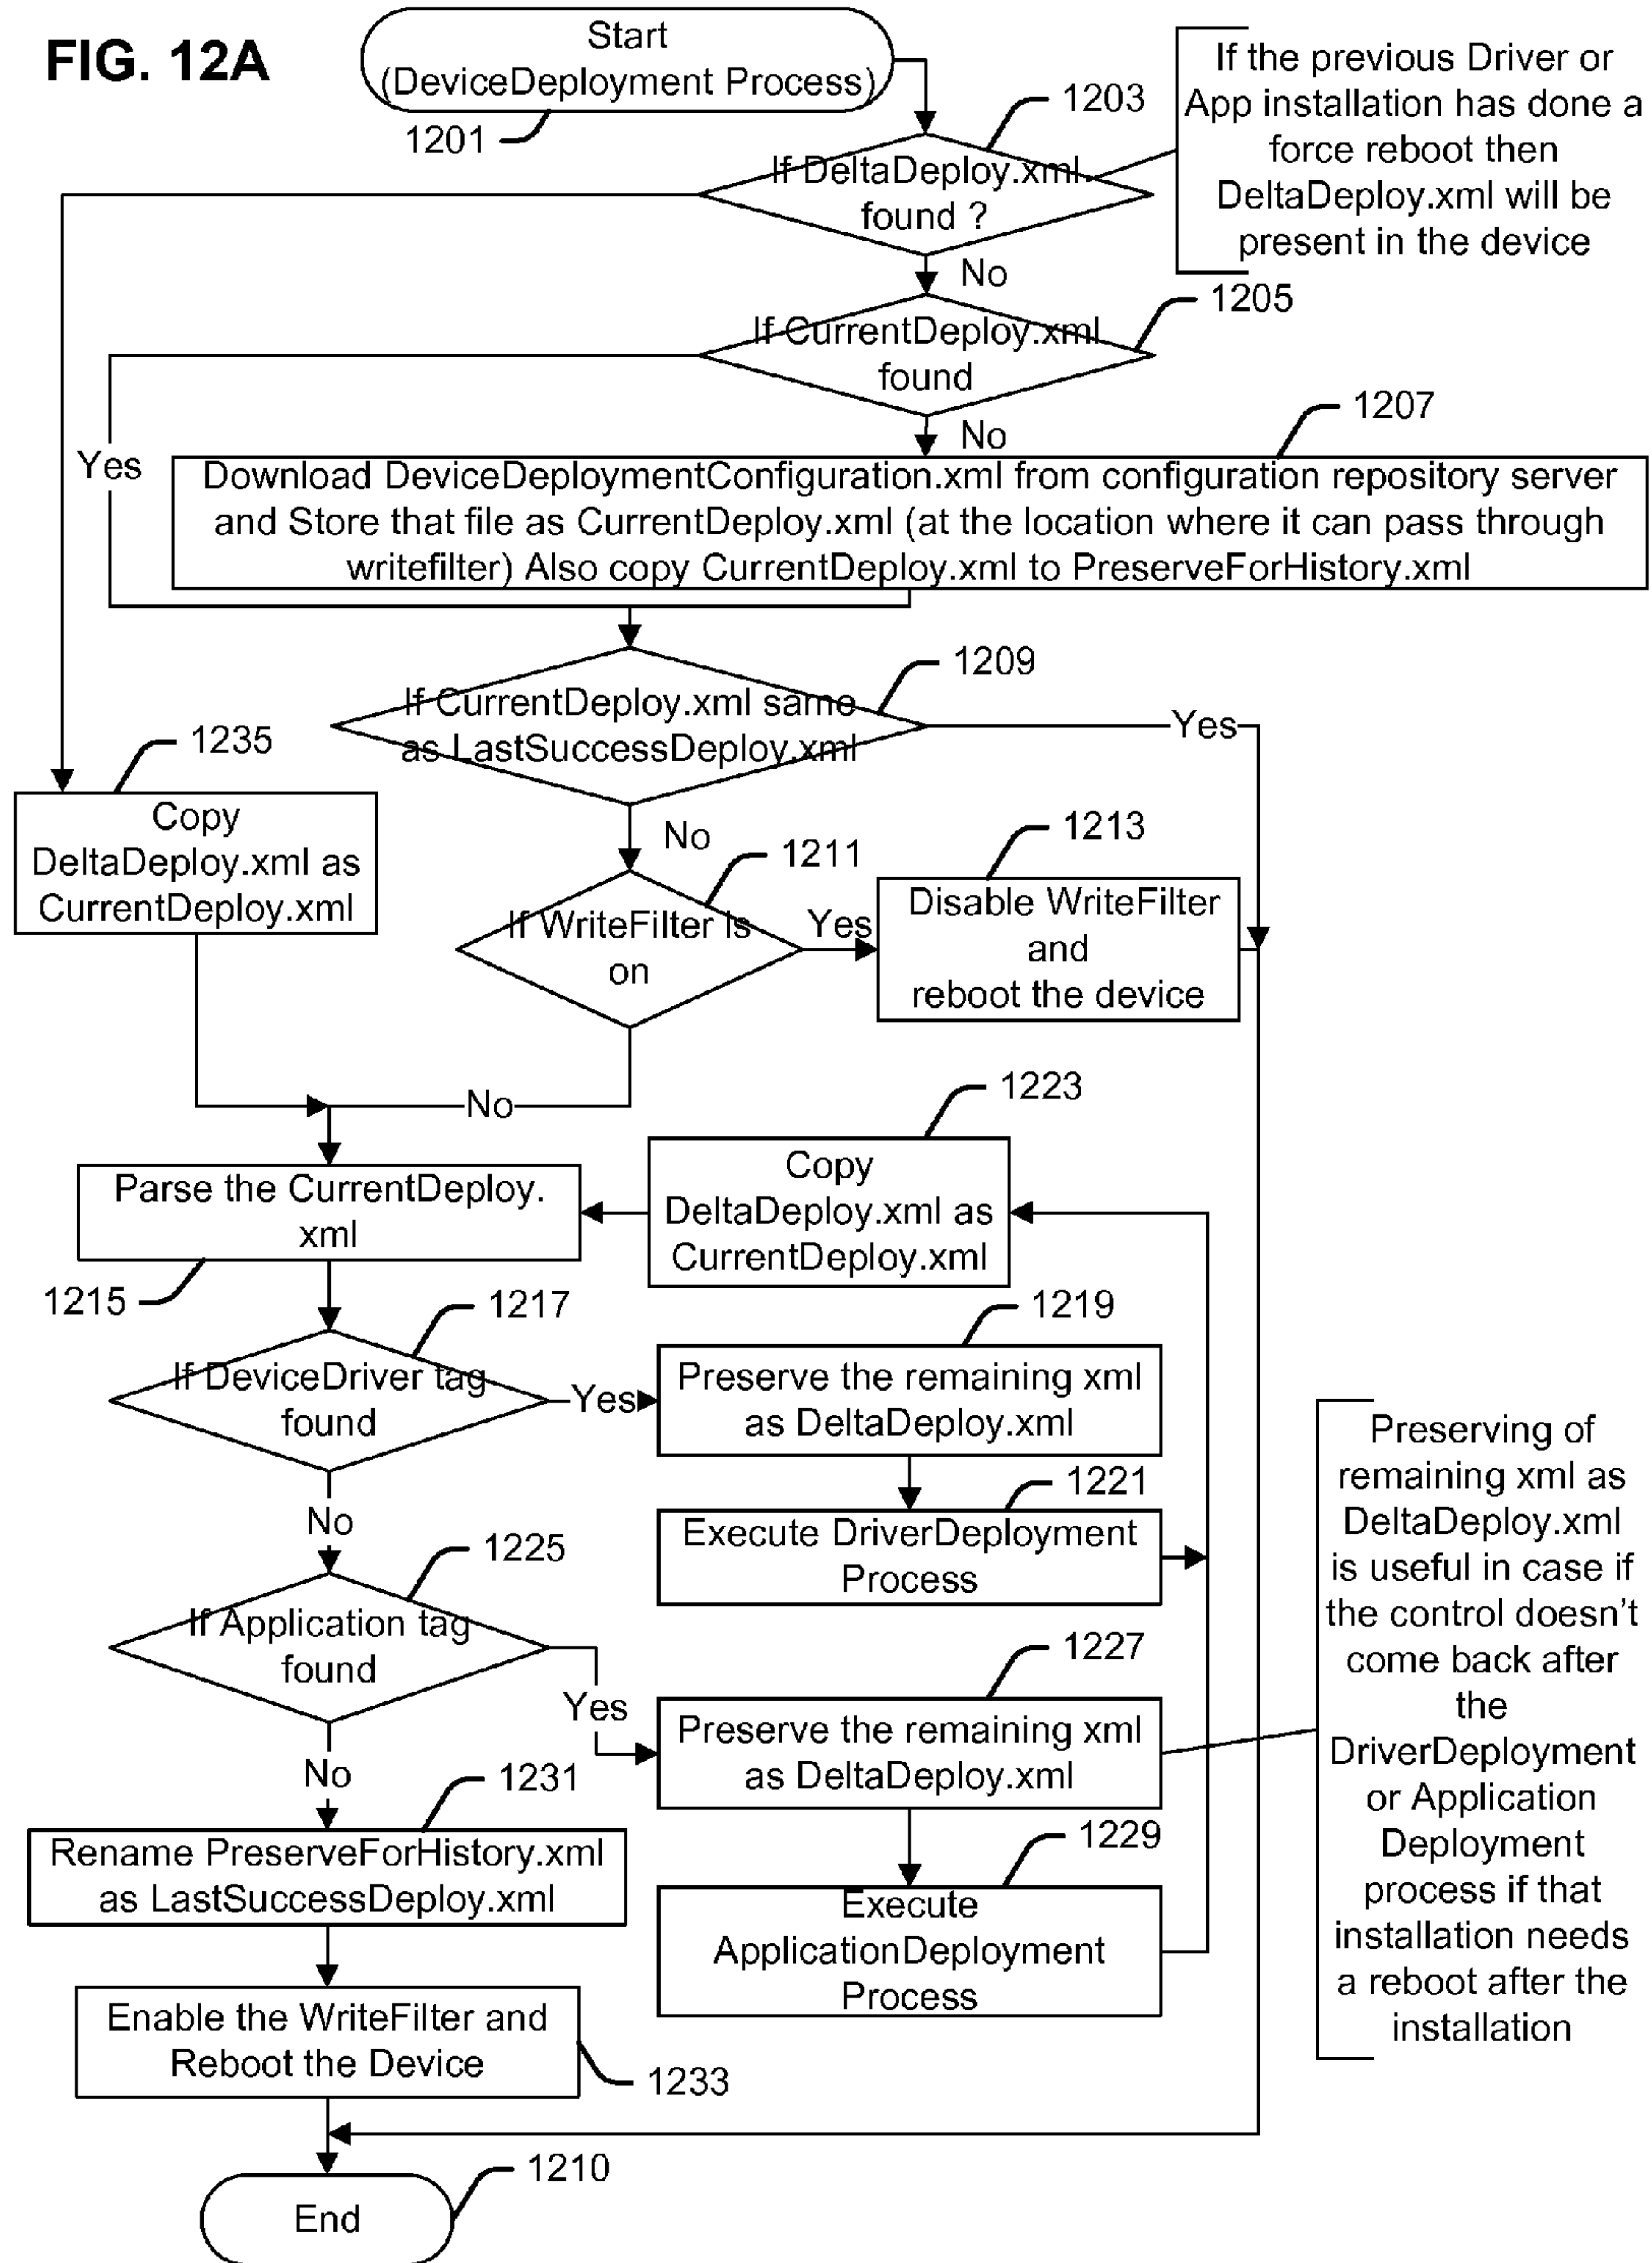 FIG. 12A
Start
(DeviceDeployment Process)
1201
1203
If the previous Driver or
App installation has done a
force reboot then
DeltaDeploy.xml will be
present in the device
If DeltaDeploy.xml
found ?
No
1205
If CurrentDeploy.xml
found
No
1207
Yes
Download DeviceDeploymentConfiguration.xml from configuration repository server
and Store that file as CurrentDeploy.xml (at the location where it can pass through
writefilter) Also copy CurrentDeploy.xml to PreserveForHistory.xml
1209
If CurrentDeploy.xml same
as LastSuccessDeploy.xml
Yes
1235
Copy
DeltaDeploy.xml as
CurrentDeploy.xml
No
1211
1213
If WriteFilter Is
on
Yes
Disable WriteFilter
and
reboot the device
No
1223
Copy
DeltaDeploy.xml as
CurrentDeploy.xml
Parse the CurrentDeploy.
xml
1215
1217
1219
If DeviceDriver tag
found
Yes
Preserve the remaining xml
as DeltaDeploy.xml
1221
Execute DriverDeployment
Process
No
1225
If Application tag
found
Yes
1227
Preserve the remaining xml
as DeltaDeploy.xml
Preserving of
remaining xml as
DeltaDeploy.xml
is useful in case if
the control doesn't
come back after
the
DriverDeployment
or Application
Deployment
process if that
installation needs
a reboot after the
installation
No
1231
1229
Rename PreserveForHistory.xml
as LastSuccessDeploy.xml
Execute
ApplicationDeployment
Process
Enable the WriteFilter and
Reboot the Device
1233
1210
End